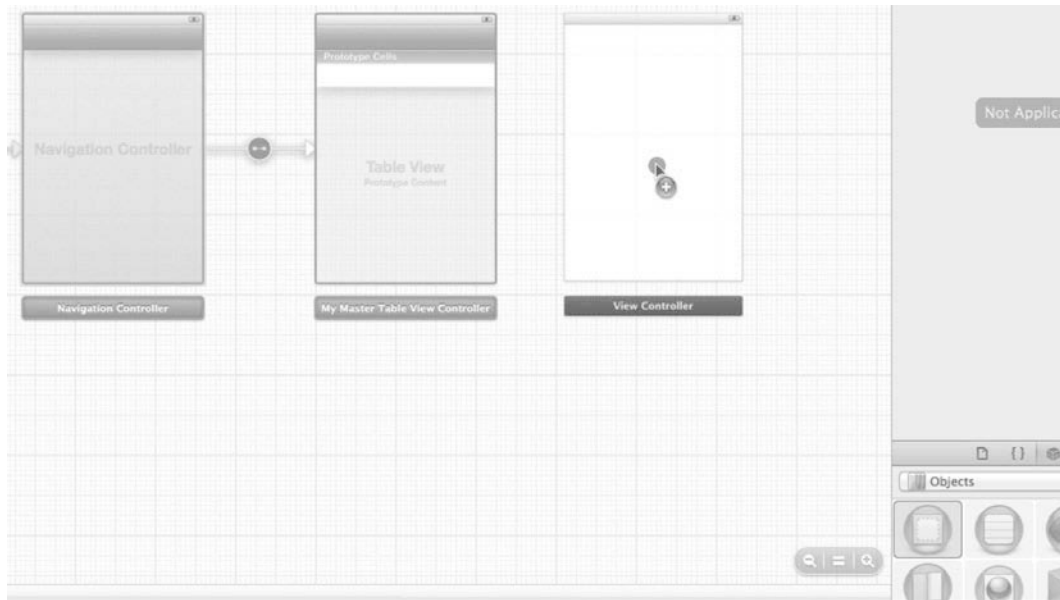 Prototype Cells
Not Applica
Navigation Controller
Table View
Prototype Content
Navigation Controller
My Master Table View Controller
View Controller
{}
Objects